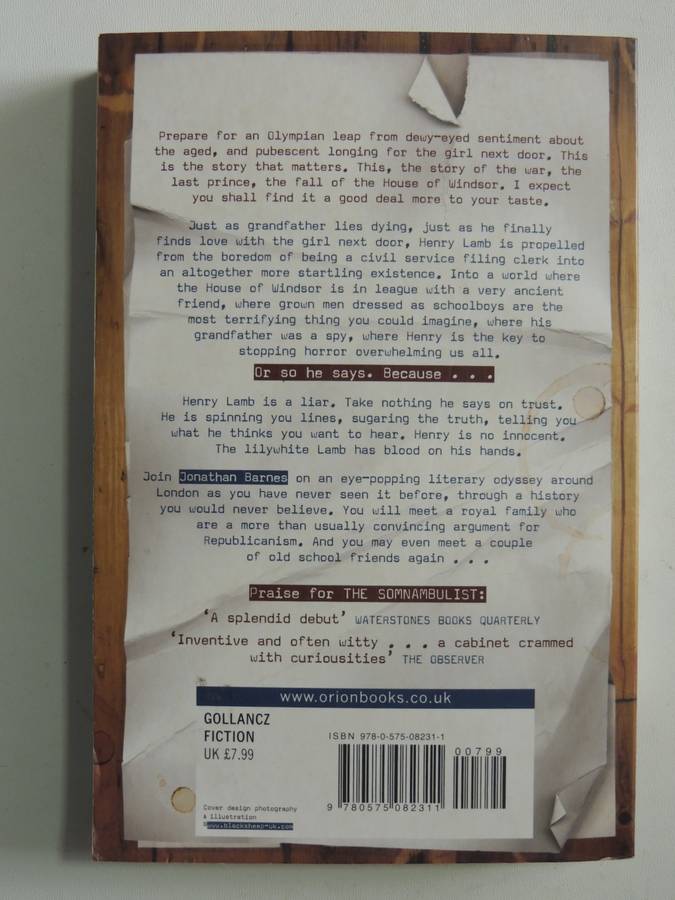 Prepare for an Olympian leap from dewy-eyed sentiment about
the aged, and pubescent longing for the girl next door. This
is the story that matters. This, the story of the war, the
last prince, the fall of the House of Windsor. I expect
you shall find it a good deal more to your taste.
Just as grandfather lies dying, just as he finally
finds love with the girl next door, Henry Lamb is propelled
from the boredom of being a civil service filing clerk into
an altogether more startling existence. Into a world where
the House of Windsor is in league with a very ancient
friend, where grown men dressed as schoolboys are the
most terrifying thing you could imagine, where his
grandfather was a spy, where Henry is the key to
stopping horror overwhelming us all.
Or so he says. Because . . .
Henry Lamb is a liar. Take nothing he says on trust.
He is spinning you lines, sugaring the truth, telling you
what he thinks you want to hear. Henry is no innocent.
The lilywhite Lamb has blood on his hands.
Join Jonathan Barnes on an eye-popping literary odyssey around
London as you have never seen it before, through a history
you would never believe. You will meet a royal family who
are a more than usually convincing argument for
Republicanism. And you may even meet a couple
of old school friends again . . .
Praise for THE SOMNAMBULIST:
‘A splendid debut’ WATERSTONES BOOKS QUARTERLY
‘Inventive and often witty . . . a cabinet crammed
with curiousities’ THE OBSERVER
www.orionbooks.co.uk
GOLLANCZ
FICTION
UK £7.99
ISBN 978-0-575-08231-1
00799
9 780575 082311
Cover design photography
& illustration
www.blacksheep-uk.com